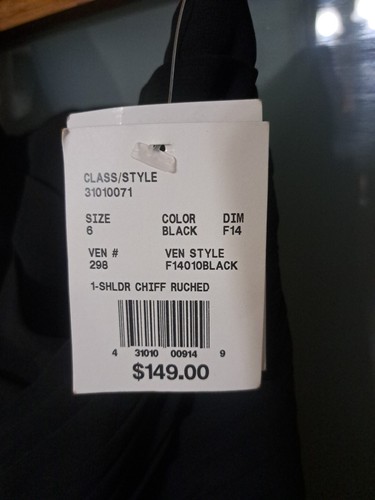 CLASS/STYLE
31010071
SIZE COLOR DIM
6 BLACK F14
VEN # VEN STYLE
298 F14010BLACK
1-SHLDR CHIFF RUCHED
4 31010 00914 9
$149.00